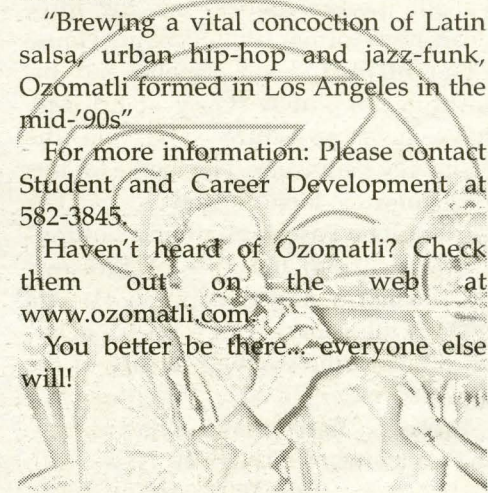 “Brewing a vital concoction of Latin
salsa, urban hip-hop and jazz-funk,
Ozomatli formed in Los Angeles in the
mid-’90s”
For more information: Please contact
Student and Career Development at
582-3845.
Haven’t heard of Ozomatli? Check
them out on the web at
www.ozomatli.com.
You better be there... everyone else
will!